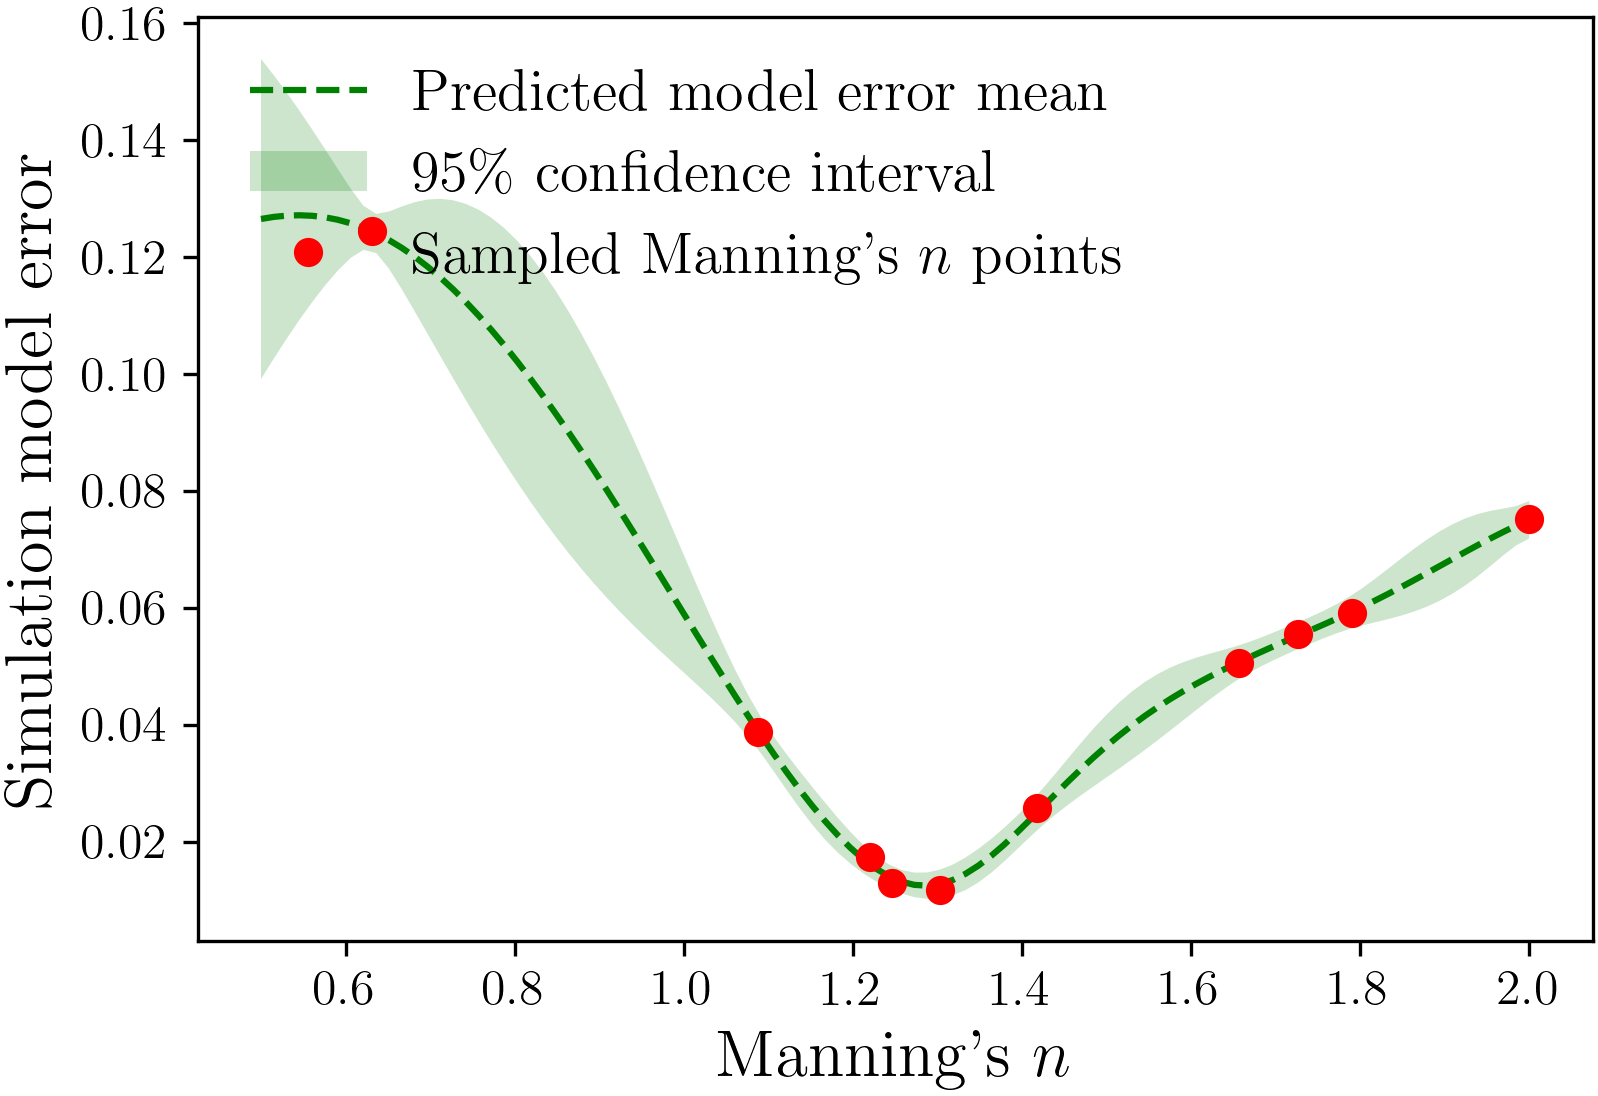 0.16
0.14
0.12
0.10
0.08
0.06
0.04
0.02
Simulation model error
Predicted model error mean
95% confidence interval
Sampled Manning's n points
0.6 0.8 1.0 1.2 1.4 1.6 1.8 2.0
Manning's n